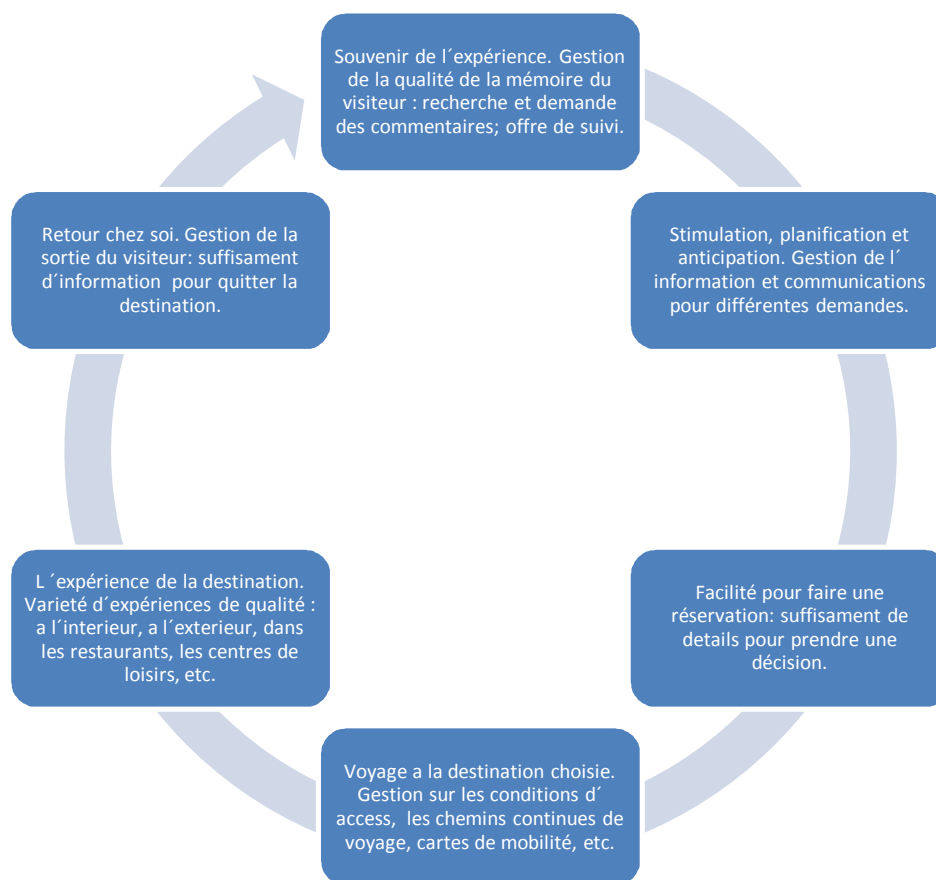 Souvenir de l´expérience. Gestion
de la qualité de la mémoire du
visiteur : recherche et demande
des commentaires; offre de suivi.
Stimulation, planification et
anticipation. Gestion de l´
information et communications
pour différentes demandes.
Facilité pour faire une
réservation: suffisament de
details pour prendre une
décision.
Voyage a la destination choisie.
Gestion sur les conditions d´
access, les chemins continues de
voyage, cartes de mobilité, etc.
L ´expérience de la destination.
Varieté d´expériences de qualité :
a l´interieur, a l´exterieur, dans
les restaurants, les centres de
loisirs, etc.
Retour chez soi. Gestion de la
sortie du visiteur: suffisament
d´information pour quitter la
destination.